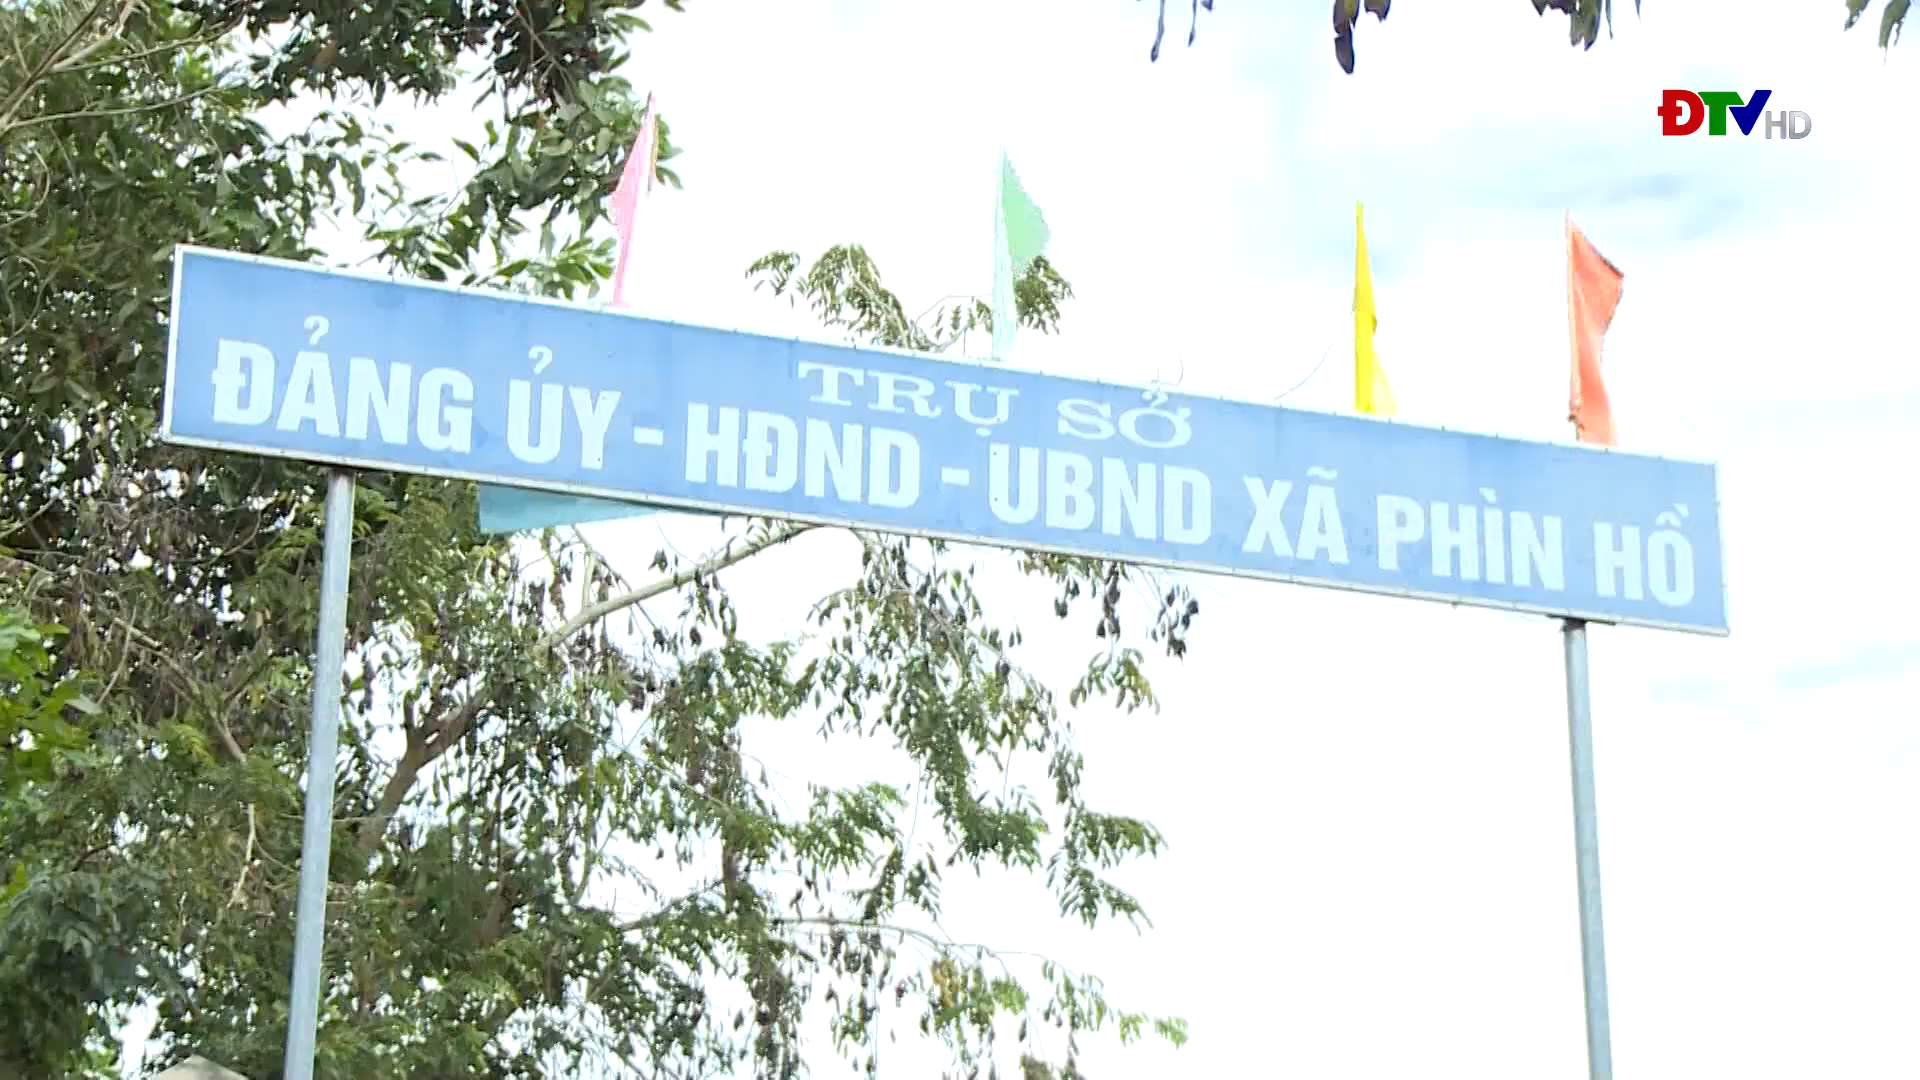 ĐTV HD
TRỤ SỞ
ĐẢNG ỦY - HĐND - UBND XÃ PHÌN HỒ